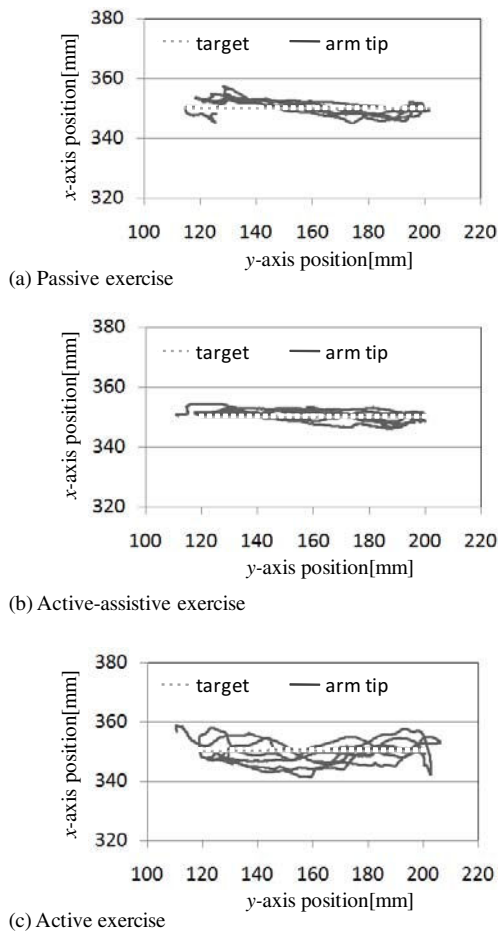 380
target arm tip
360
340
320
100 120 140 160 180 200 220
x-axis position[mm]
y-axis position[mm]
(a) Passive exercise
380
target arm tip
360
340
320
100 120 140 160 180 200 220
x-axis position[mm]
y-axis position[mm]
(b) Active-assistive exercise
380
target arm tip
360
340
320
100 120 140 160 180 200 220
x-axis position[mm]
y-axis position[mm]
(c) Active exercise